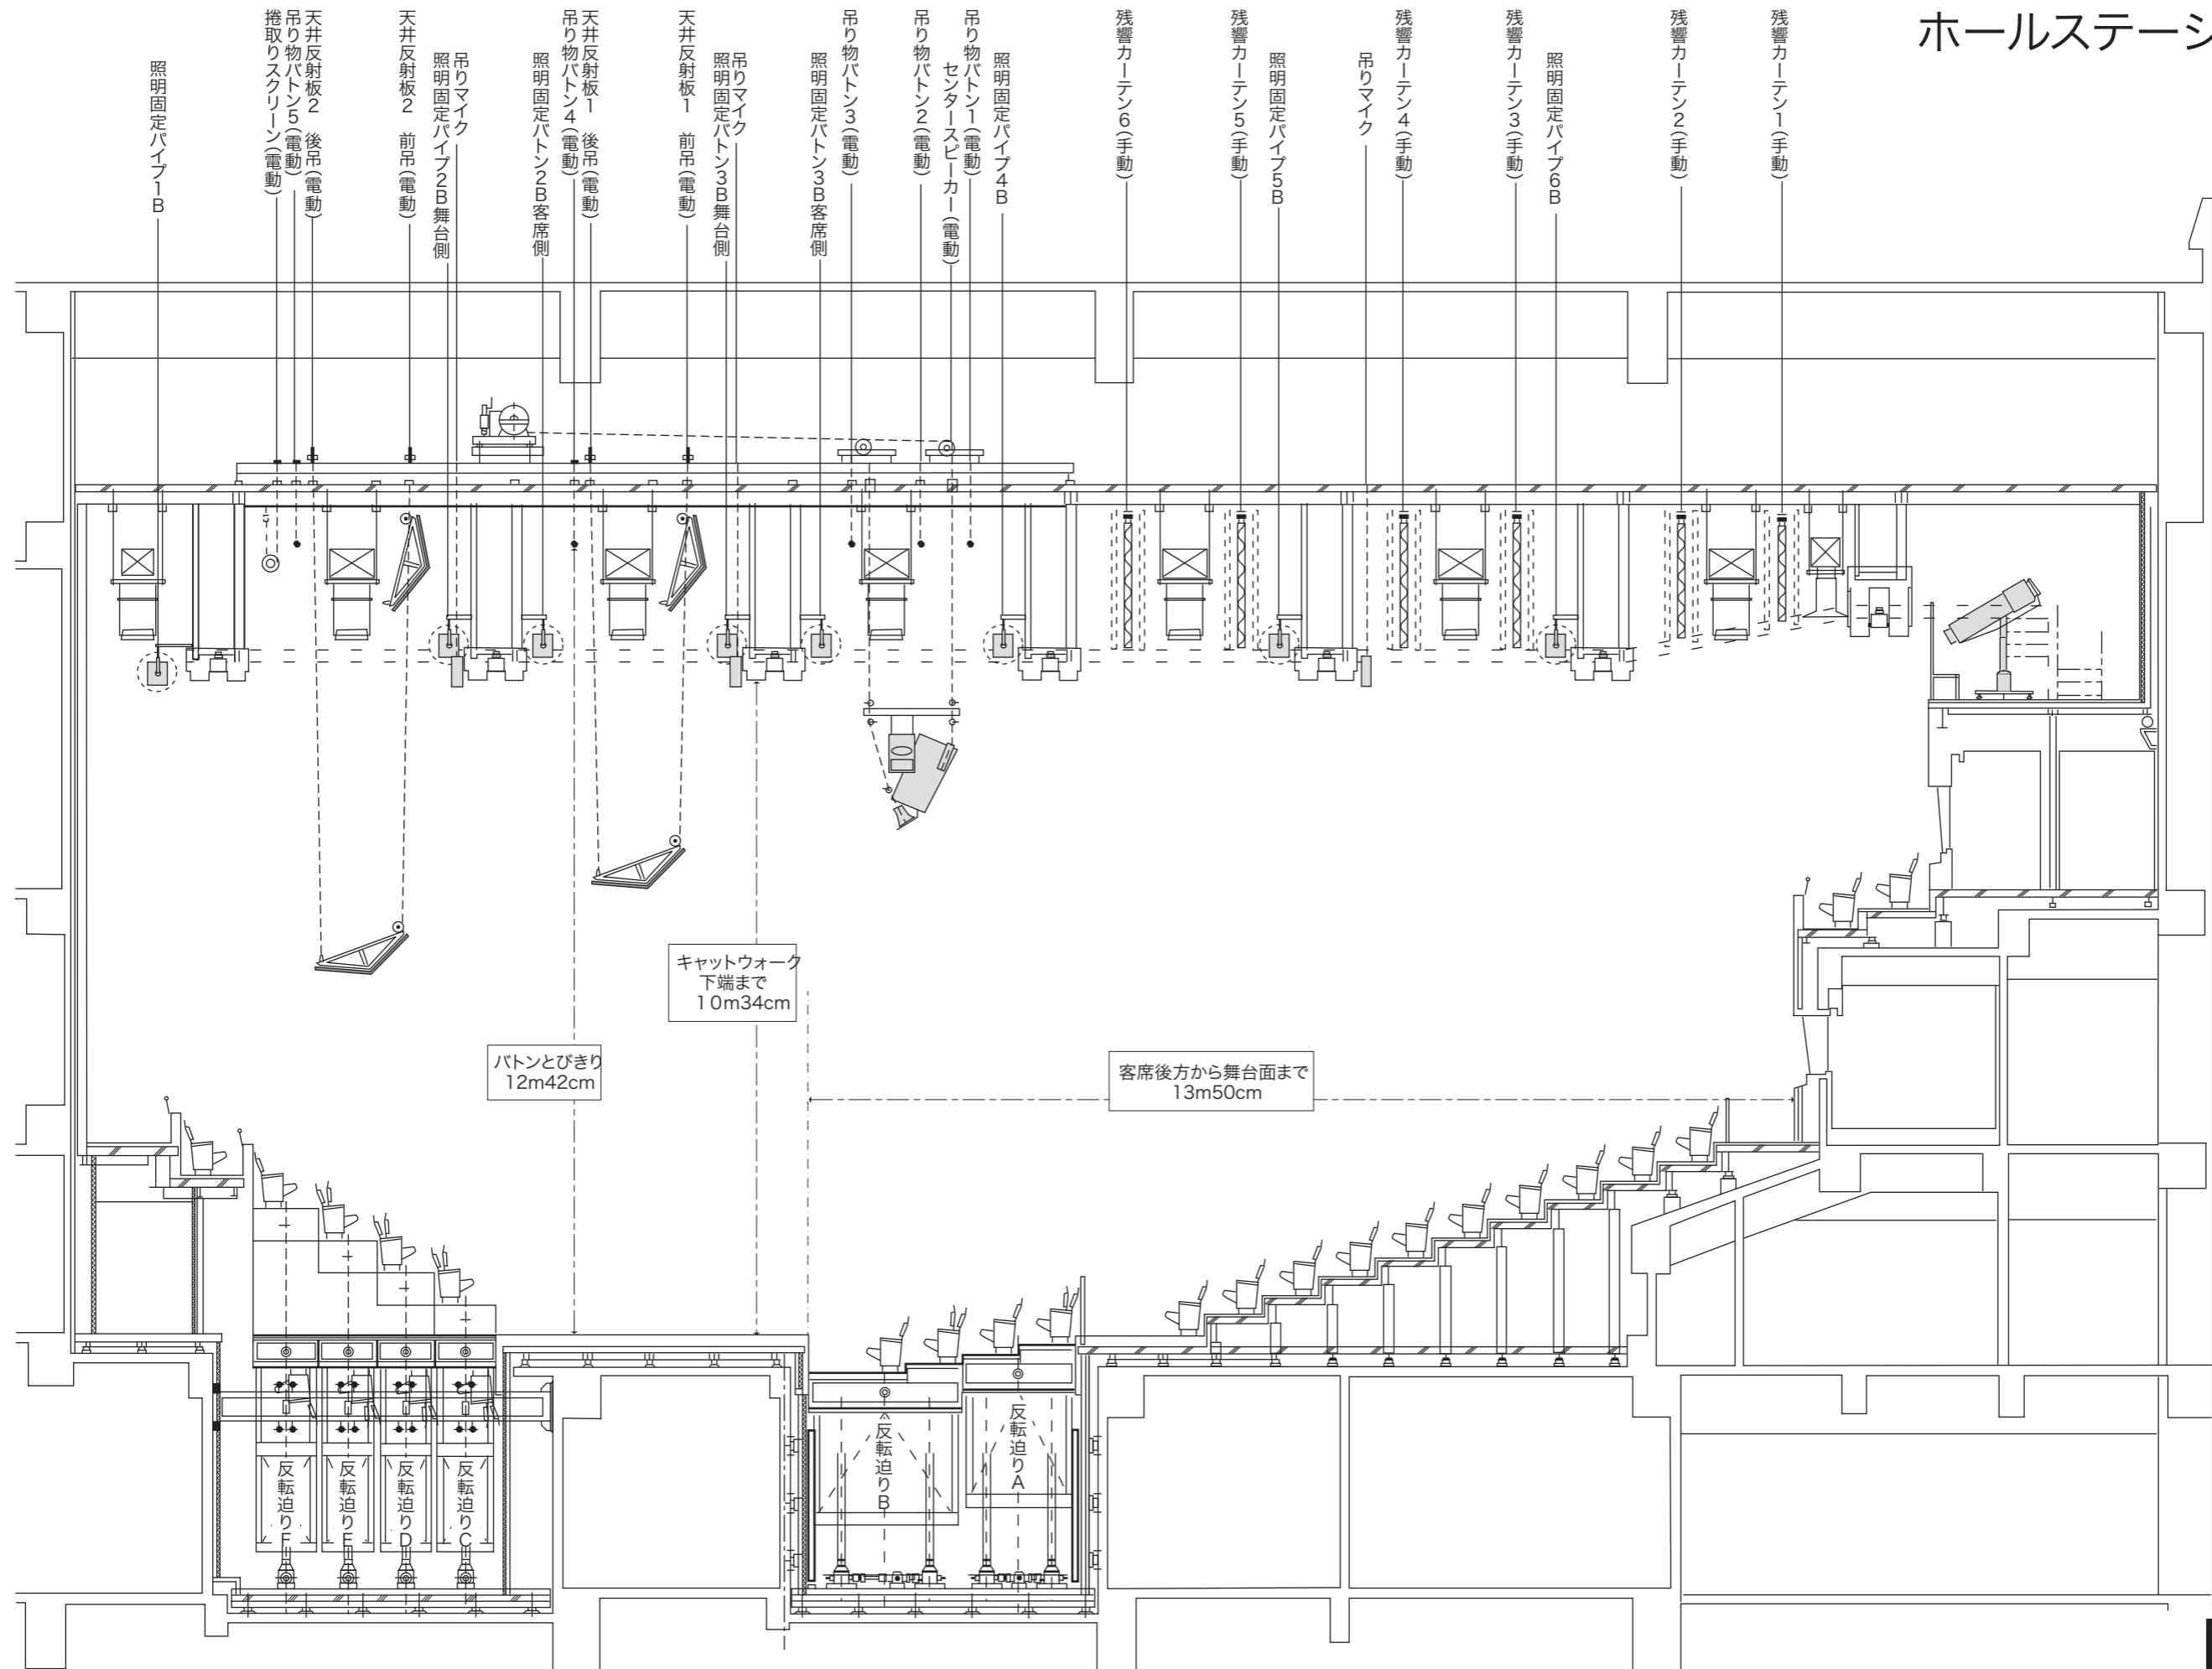 ホールステージ
照明固定パイプ1B
捲取りスクリーン(電動)
吊り物バトン5(電動)
天井反射板2　後吊(電動)
天井反射板2　前吊(電動)
照明固定パイプ2B舞台側
吊りマイク
照明固定バトン2B客席側
吊り物バトン4(電動)
天井反射板1　後吊(電動)
天井反射板1　前吊(電動)
照明固定バトン3B舞台側
吊りマイク
照明固定バトン3B客席側
吊り物バトン3(電動)
吊り物バトン2(電動)
センタースピーカー(電動)
吊り物バトン1(電動)
照明固定パイプ4B
残響カーテン6(手動)
残響カーテン5(手動)
照明固定パイプ5B
吊りマイク
残響カーテン4(手動)
残響カーテン3(手動)
照明固定パイプ6B
残響カーテン2(手動)
残響カーテン1(手動)
キャットウォーク
下端まで
10m34cm
バトンとびきり
12m42cm
客席後方から舞台面まで
13m50cm
反転迫りF
反転迫りE
反転迫りD
反転迫りC
反転迫りB
反転迫りA